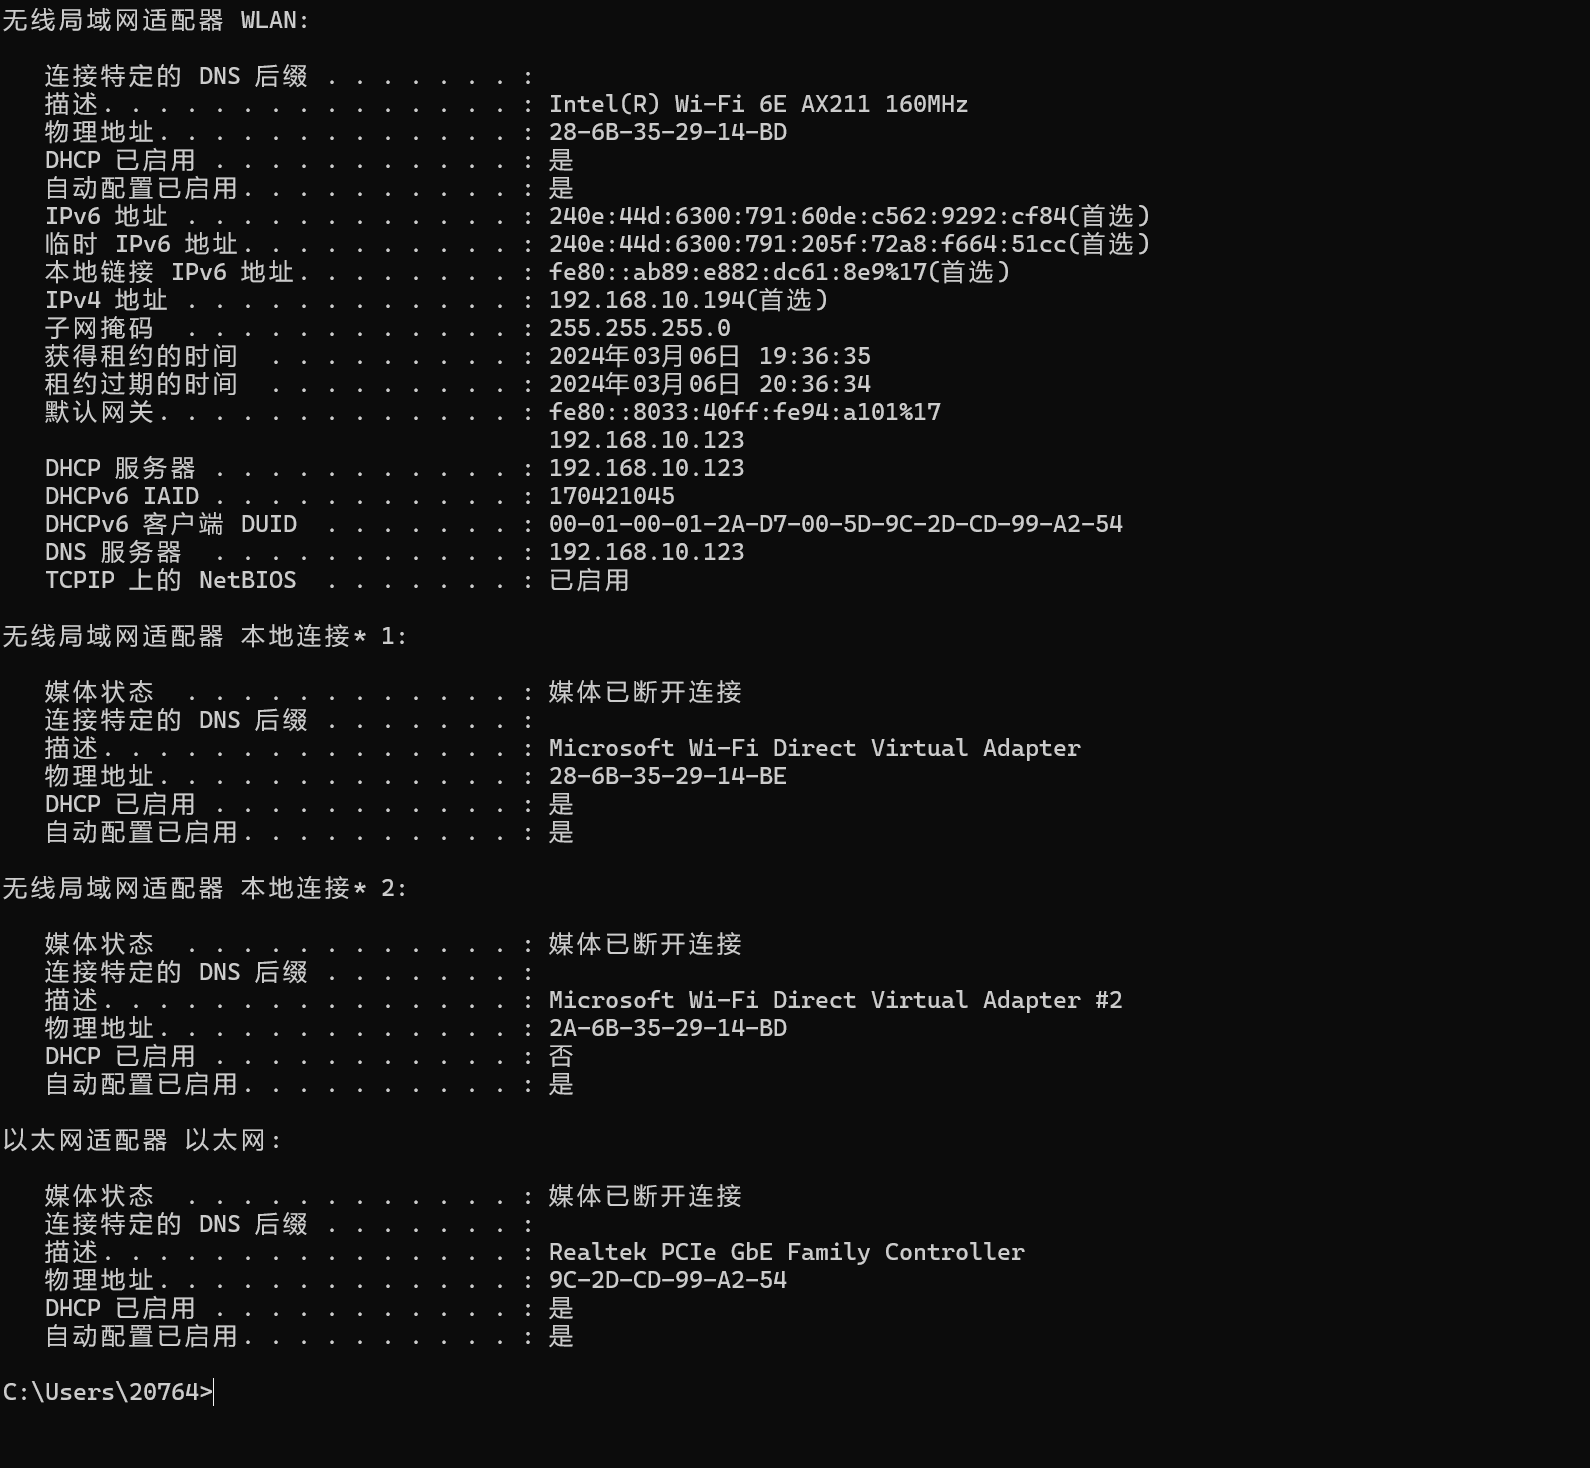 无线局域网适配器 WLAN:
连接特定的 DNS 后缀 . . . . . . . :
描述. . . . . . . . . . . . . . . . : Intel(R) Wi-Fi 6E AX211 160MHz
物理地址. . . . . . . . . . . . . . : 28-6B-35-29-14-BD
DHCP 已启用 . . . . . . . . . . . . : 是
自动配置已启用. . . . . . . . . . . : 是
IPv6 地址 . . . . . . . . . . . . . : 240e:44d:6300:791:60de:c562:9292:cf84(首选)
临时 IPv6 地址. . . . . . . . . . . : 240e:44d:6300:791:205f:72a8:f664:51cc(首选)
本地链接 IPv6 地址. . . . . . . . . : fe80::ab89:e882:dc61:8e9%17(首选)
IPv4 地址 . . . . . . . . . . . . . : 192.168.10.194(首选)
子网掩码  . . . . . . . . . . . . . : 255.255.255.0
获得租约的时间  . . . . . . . . . . : 2024年03月06日 19:36:35
租约过期的时间  . . . . . . . . . . : 2024年03月06日 20:36:34
默认网关. . . . . . . . . . . . . . : fe80::8033:40ff:fe94:a101%17
192.168.10.123
DHCP 服务器 . . . . . . . . . . . . : 192.168.10.123
DHCPv6 IAID . . . . . . . . . . . . : 170421045
DHCPv6 客户端 DUID  . . . . . . . . : 00-01-00-01-2A-D7-00-5D-9C-2D-CD-99-A2-54
DNS 服务器  . . . . . . . . . . . . : 192.168.10.123
TCPIP 上的 NetBIOS  . . . . . . . . : 已启用
无线局域网适配器 本地连接* 1:
媒体状态  . . . . . . . . . . . . . : 媒体已断开连接
连接特定的 DNS 后缀 . . . . . . . . :
描述. . . . . . . . . . . . . . . . : Microsoft Wi-Fi Direct Virtual Adapter
物理地址. . . . . . . . . . . . . . : 28-6B-35-29-14-BE
DHCP 已启用 . . . . . . . . . . . . : 是
自动配置已启用. . . . . . . . . . . : 是
无线局域网适配器 本地连接* 2:
媒体状态  . . . . . . . . . . . . . : 媒体已断开连接
连接特定的 DNS 后缀 . . . . . . . . :
描述. . . . . . . . . . . . . . . . : Microsoft Wi-Fi Direct Virtual Adapter #2
物理地址. . . . . . . . . . . . . . : 2A-6B-35-29-14-BD
DHCP 已启用 . . . . . . . . . . . . : 否
自动配置已启用. . . . . . . . . . . : 是
以太网适配器 以太网:
媒体状态  . . . . . . . . . . . . . : 媒体已断开连接
连接特定的 DNS 后缀 . . . . . . . . :
描述. . . . . . . . . . . . . . . . : Realtek PCIe GbE Family Controller
物理地址. . . . . . . . . . . . . . : 9C-2D-CD-99-A2-54
DHCP 已启用 . . . . . . . . . . . . : 是
自动配置已启用. . . . . . . . . . . : 是
C:\Users\20764>